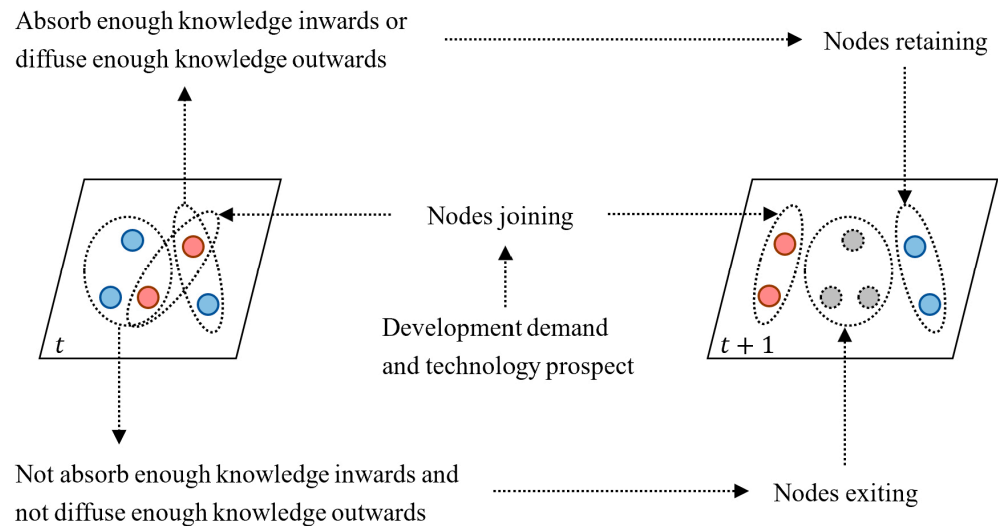 Absorb enough knowledge inwards or
diffuse enough knowledge outwards
Nodes retaining
Nodes joining
Development demand
and technology prospect
t
t + 1
Not absorb enough knowledge inwards and
not diffuse enough knowledge outwards
Nodes exiting